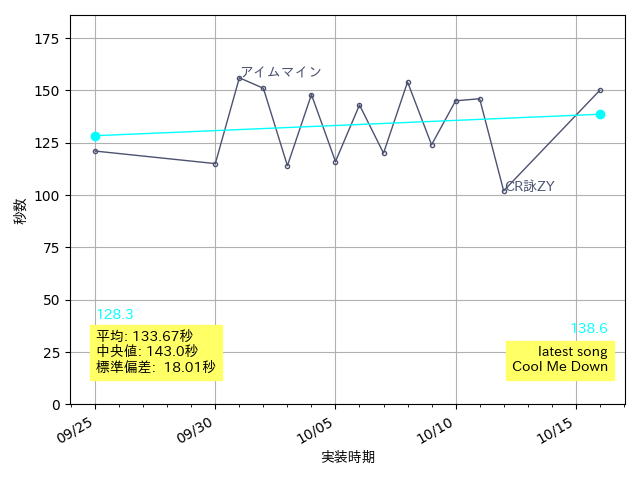 175
150
125
100
75
50
25
0
秒数
アイムマイン
CR詠ZY
128.3
138.6
平均: 133.67秒
中央値: 143.0秒
標準偏差: 18.01秒
latest song
Cool Me Down
09/25
09/30
10/05
10/10
10/15
実装時期